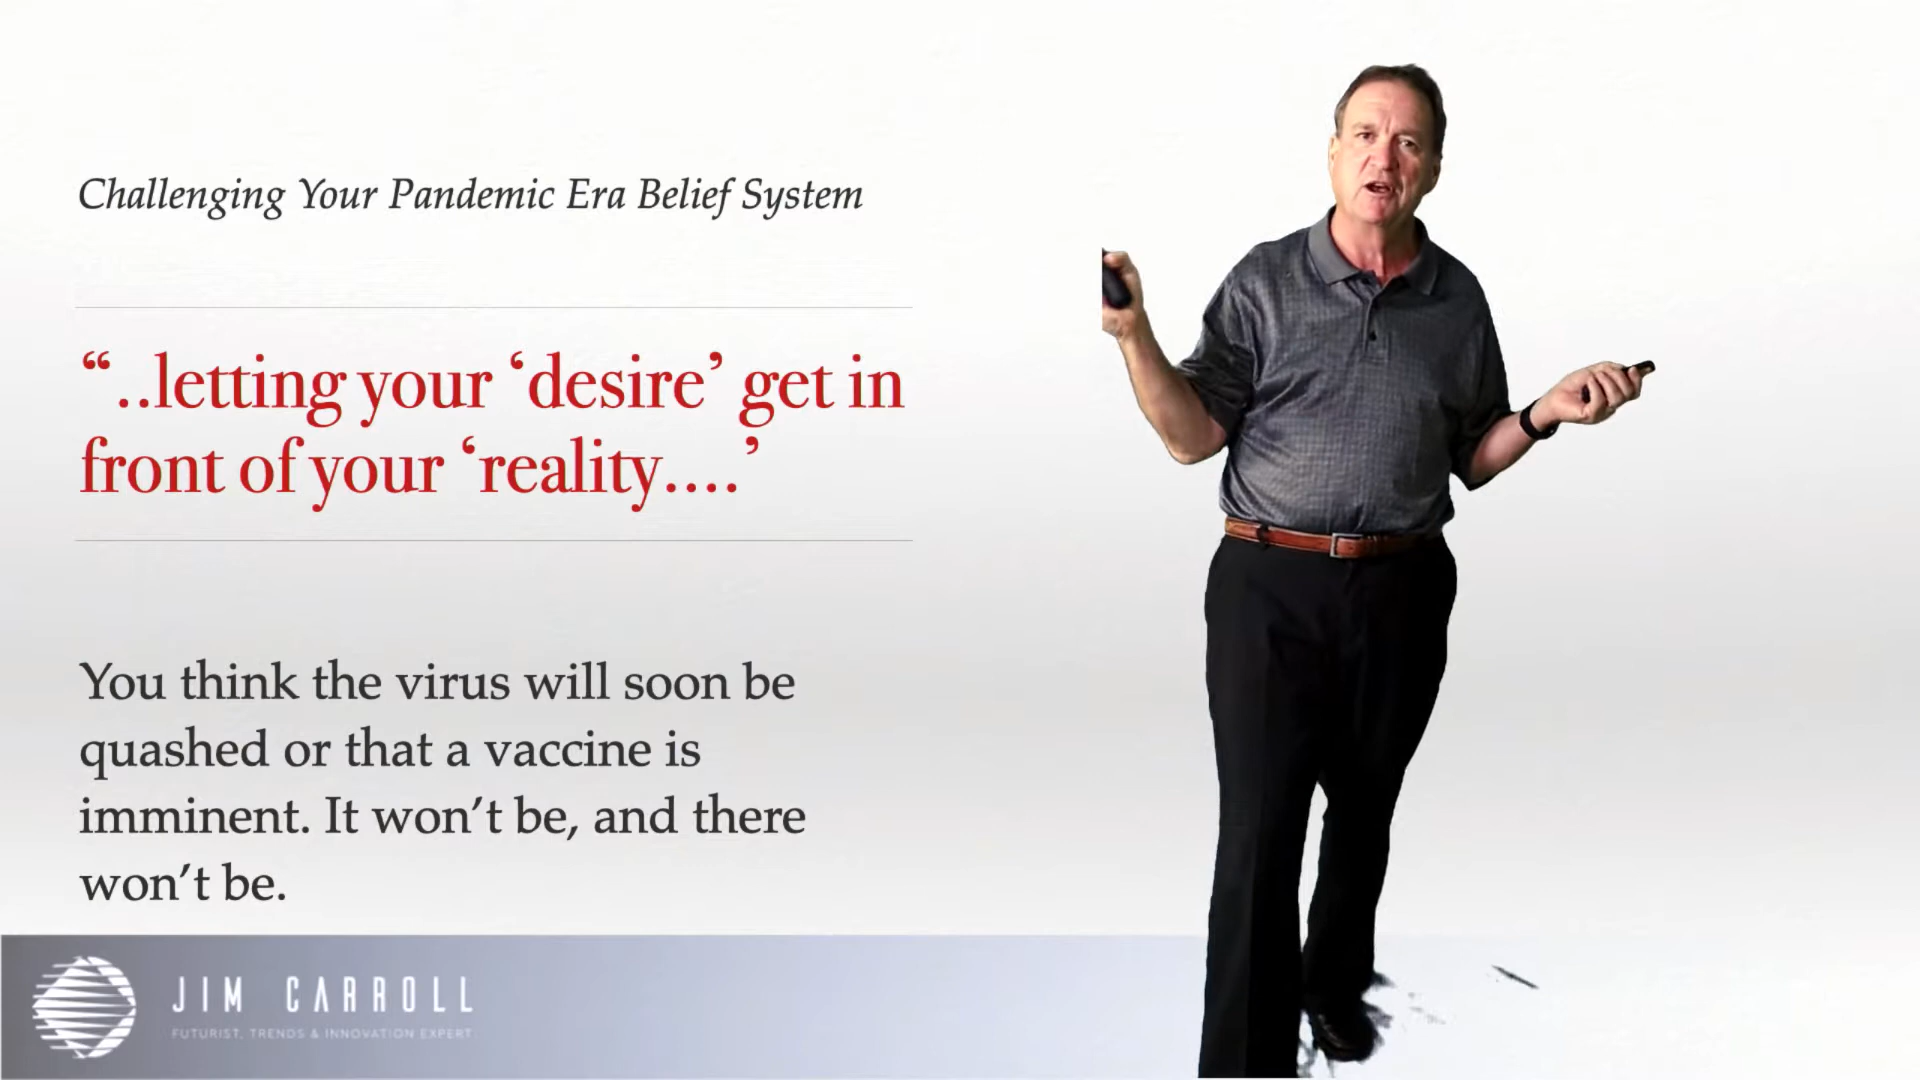 Challenging Your Pandemic Era Belief System
“..letting your ‘desire’ get in
front of your ‘reality....’
You think the virus will soon be
quashed or that a vaccine is
imminent. It won’t be, and there
won’t be.
JIM CARROLL
FUTURIST, TRENDS & INNOVATION EXPERT